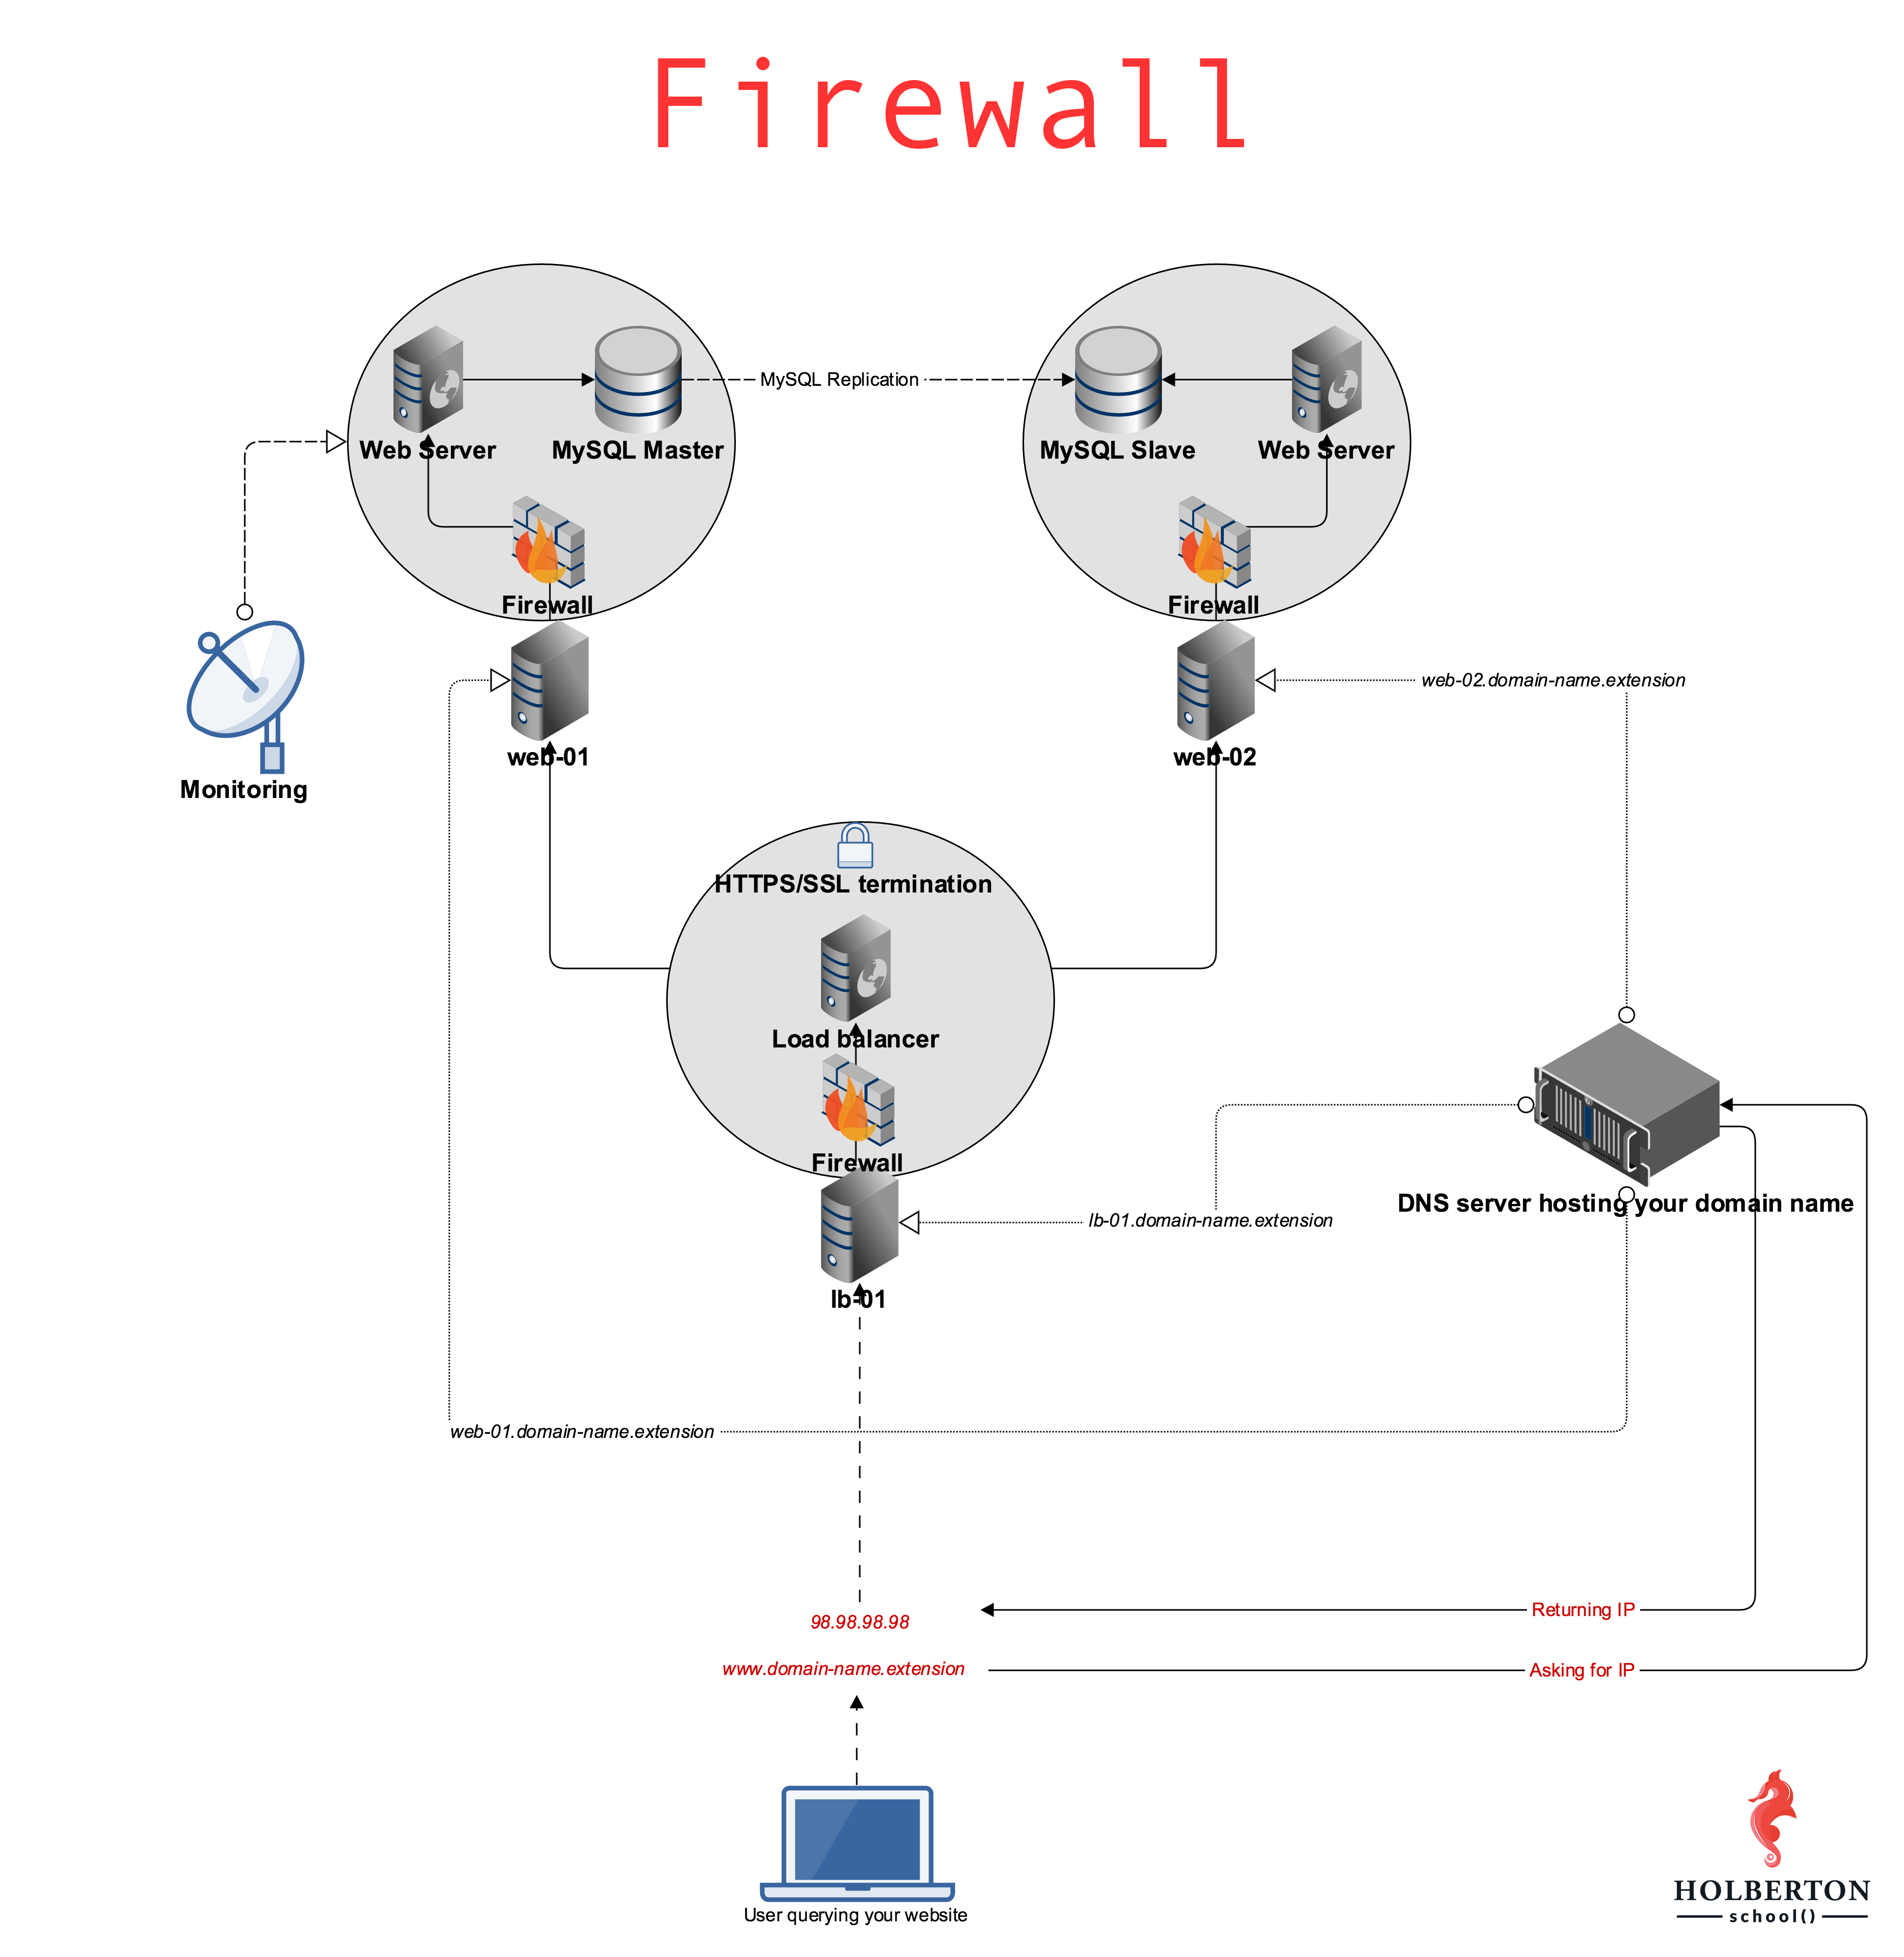 Firewall
MySQL Replication
Web Server
MySQL Master
MySQL Slave
Web Server
Firewall
Firewall
web-02.domain-name.extension
web-01
web-02
Monitoring
HTTPS/SSL termination
Load balancer
Firewall
DNS server hosting your domain name
lb-01.domain-name.extension
lb-01
web-01.domain-name.extension
98.98.98.98
Returning IP
www.domain-name.extension
Asking for IP
User querying your website
HOLBERTON
school()